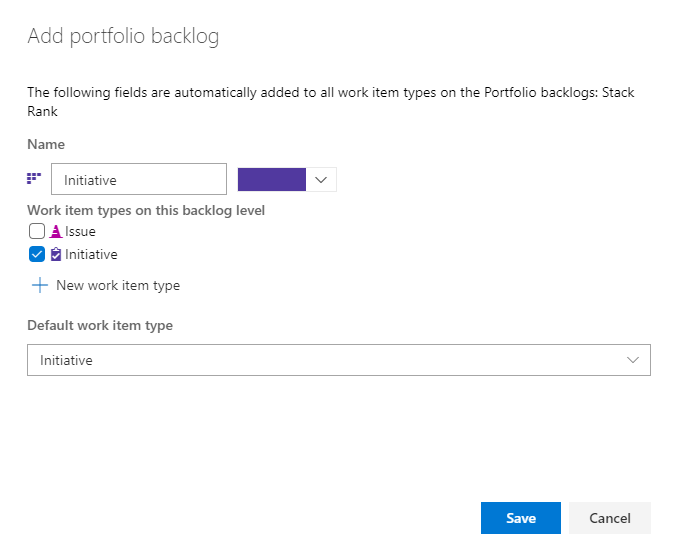 Add portfolio backlog
The following fields are automatically added to all work item types on the Portfolio backlogs: Stack
Rank
Name
Initiative
Work item types on this backlog level
Issue
Initiative
New work item type
Default work item type
Initiative
Save Cancel